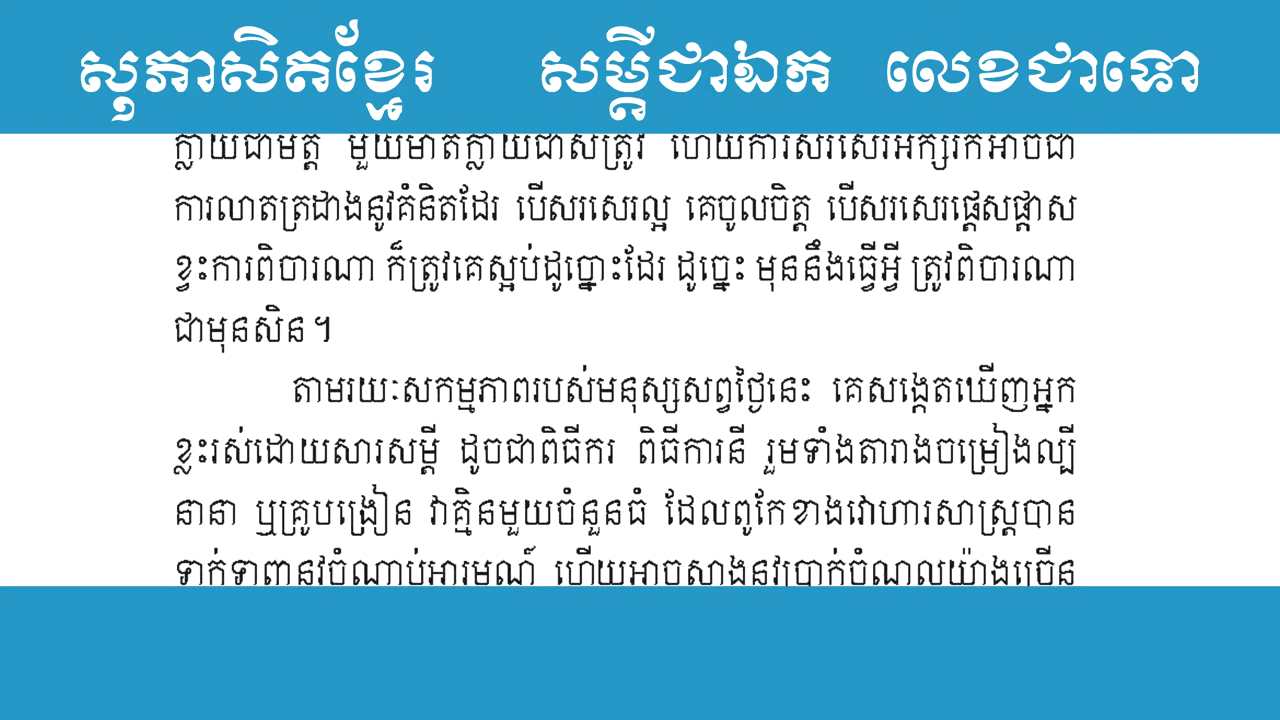 សុភាសិតខ្មែរ សម្ដីជាឯក លេខជាទោ
ក្លាយជាមិត្ត មួយម៉ាត់ក្លាយជាសត្រូវ ហើយការសរសេរអក្សរក៏អាចជា
ការលាតត្រដាងនូវគំនិតដែរ បើសរសេរល្អ គេចូលចិត្ត បើសរសេរផ្ដេសផ្ដាស
ខ្វះការពិចារណា ក៏ត្រូវគេស្អប់ដូច្នោះដែរ ដូច្នេះ មុននឹងធ្វើអ្វី ត្រូវពិចារណា
ជាមុនសិន។
តាមរយៈសកម្មភាពរបស់មនុស្សសព្វថ្ងៃនេះ គេសង្កេតឃើញអ្នក
ខ្លះរស់ដោយសារសម្ដី ដូចជាពិធីករ ពិធីការនី រួមទាំងតារាងចម្រៀងល្បី
នានា ឬគ្រូបង្រៀន វាគ្មិនមួយចំនួនធំ ដែលពូកែខាងវោហារសាស្ត្របាន
ទាក់ទាញនូវចំណាប់អារម្មណ៍ ហើយអាចសាងនូវប្រាក់ចំណូលយ៉ាងច្រើន